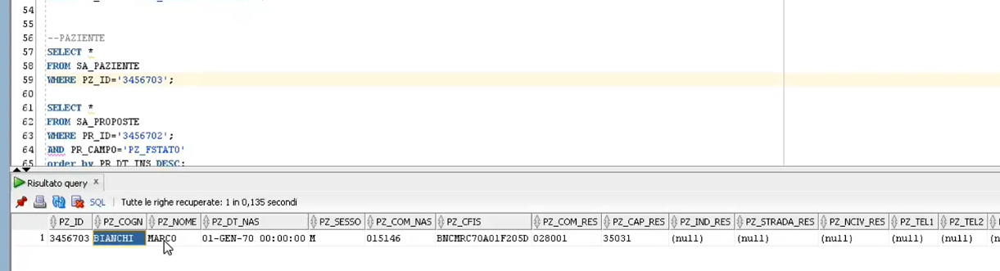 54
55
56 --PAZIENTE
57 SELECT *
58 FROM SA_PAZIENTE
59 WHERE PZ_ID='3456703';
60
61 SELECT *
62 FROM SA_PROPOSTE
63 WHERE PR_ID='3456702';
64 AND PR_CAMPO='PZ_FSTATO'
65 order by PR_DT_INS DESC;
Risultato query x
SQL | Tutte le righe recuperate: 1 in 0,135 secondi
PZ_ID PZ_COGN PZ_NOME PZ_DT_NAS PZ_SESSO PZ_COM_NAS PZ_CFIS PZ_COM_RES PZ_CAP_RES PZ_IND_RES PZ_STRADA_RES PZ_NCIV_RES PZ_TEL1 PZ_TEL2
1 3456703 BIANCHI MARCO 01-GEN-70 00:00:00 M 015146 BNCMRC70A01F205D 028001 35031 (null) (null) (null) (null) (null) (n